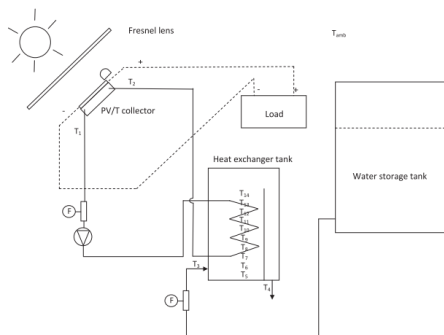 Fresnel lens
Tamb
+
T2
- +
PV/T collector
-
Load
T1
Heat exchanger tank
Water storage tank
F
T14
T13
T12
T11
T10
T9
T8
T7
T6
T5
T3
T4
F